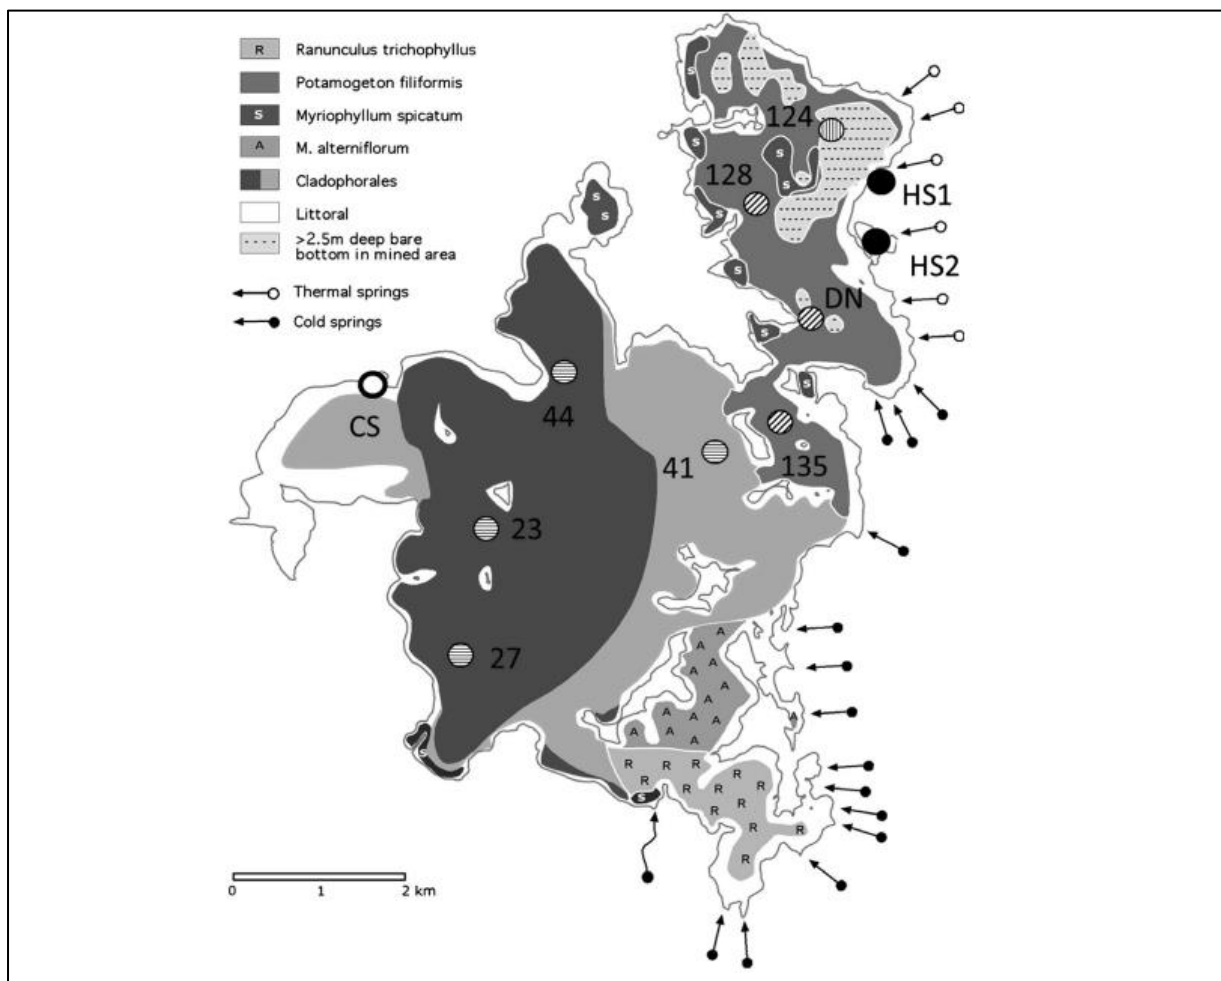 R Ranunculus trichophyllus
Potamogeton filiformis
S Myriophyllum spicatum
A M. alterniflorum
Cladophorales
Littoral
>2.5m deep bare
bottom in mined area
Thermal springs
Cold springs
S
124
S
S
128
S
HS1
S
S
S
HS2
S
DN
S
S
CS
44
41
135
23
27
A
A
A
A
A
A
A
A
A
A
A
A
A
S
R
R
R
R
R
R
R
R
S
R
R
R
R
R
0 1 2 km